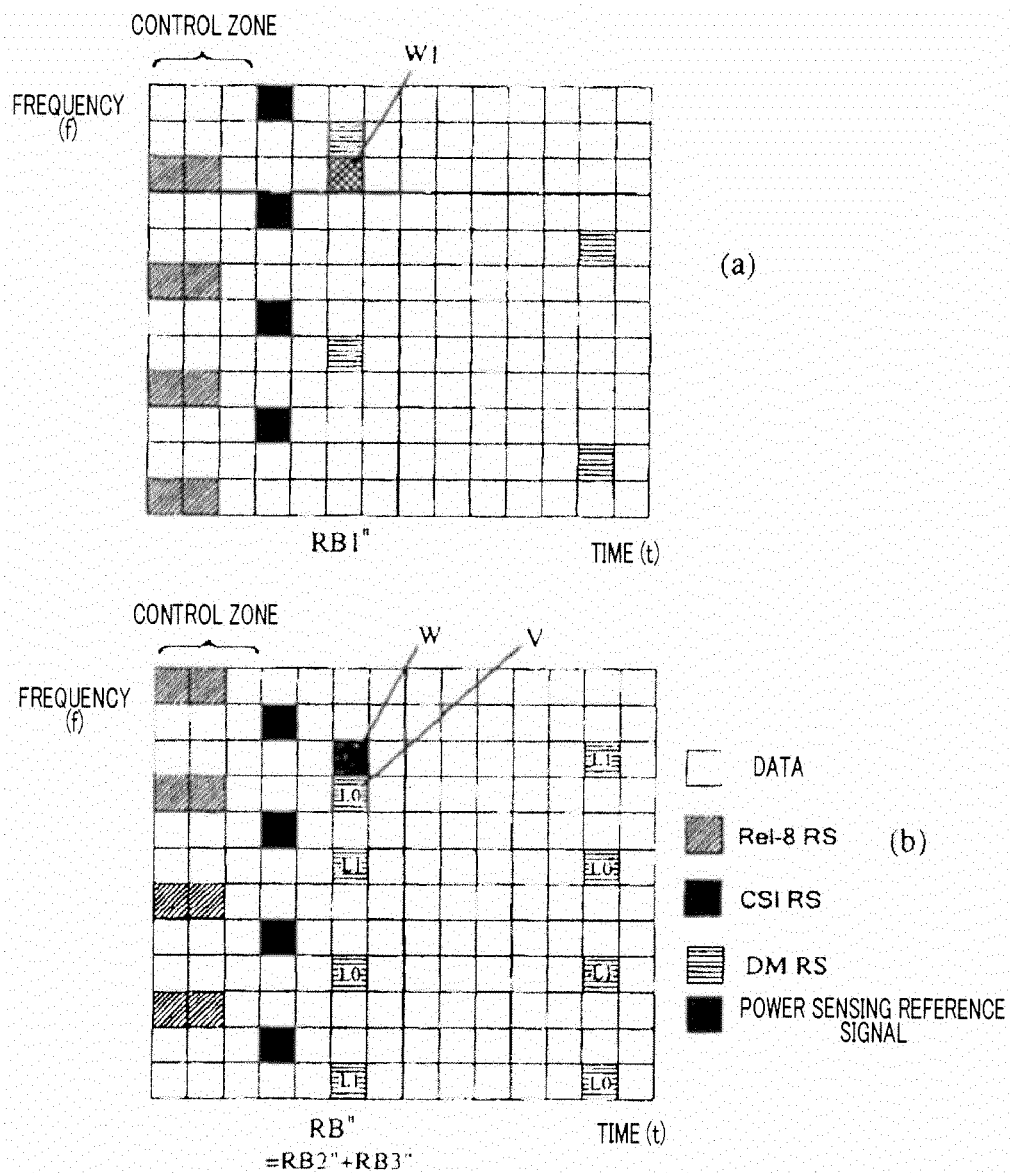 CONTROL ZONE
W1
FREQUENCY
(f)
(a)
RB1"
TIME (t)
CONTROL ZONE
W
V
FREQUENCY
(f)
L1
L0
L1
L0
L0
L1
L1
L0
DATA
Rel-8 RS
(b)
CSI RS
DM RS
POWER SENSING REFERENCE
SIGNAL
RB"
TIME (t)
=RB2"+RB3"